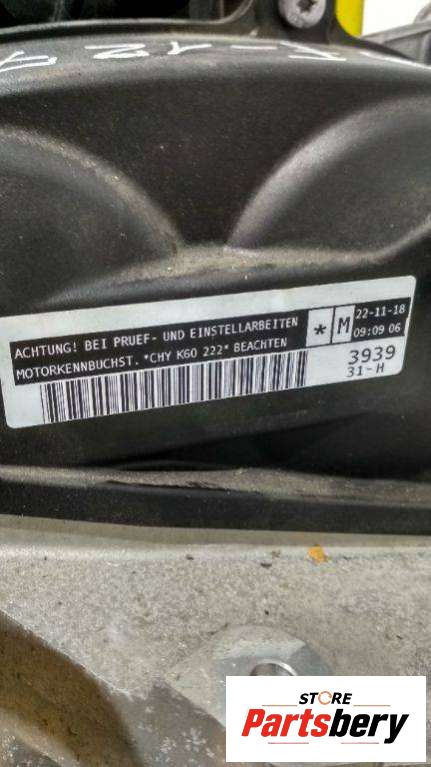 ACHTUNG! BEI PRUEF- UND EINSTELLARBEITEN
MOTORKENNBUCHST. *CHY K60 222* BEACHTEN
* M
22-11-18
09:09 06
3939
31-H
STORE
Partsbery